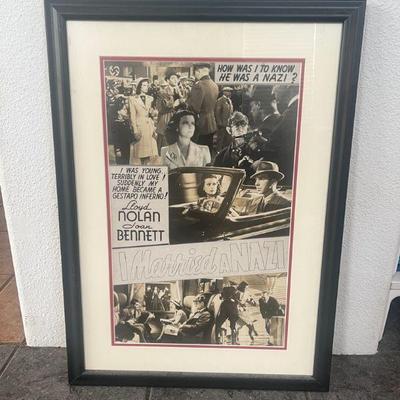 HOW WAS I TO KNOW
HE WAS A NAZI?
I WAS YOUNG...
TERRIBLY IN LOVE!
SUDDENLY MY
HOME BECAME A
GESTAPO INFERNO!
Lloyd
NOLAN
Joan
BENNETT
I Married A NAZI